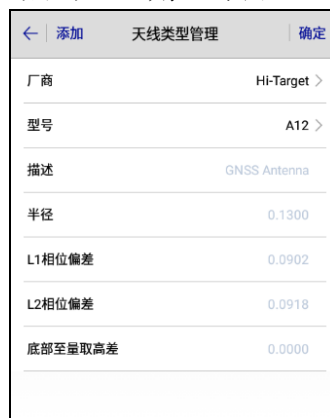 ← 添加 天线类型管理 确定
厂商 Hi-Target >
型号 A12 >
描述 GNSS Antenna
半径 0.1300
L1相位偏差 0.0902
L2相位偏差 0.0918
底部至量取高差 0.0000